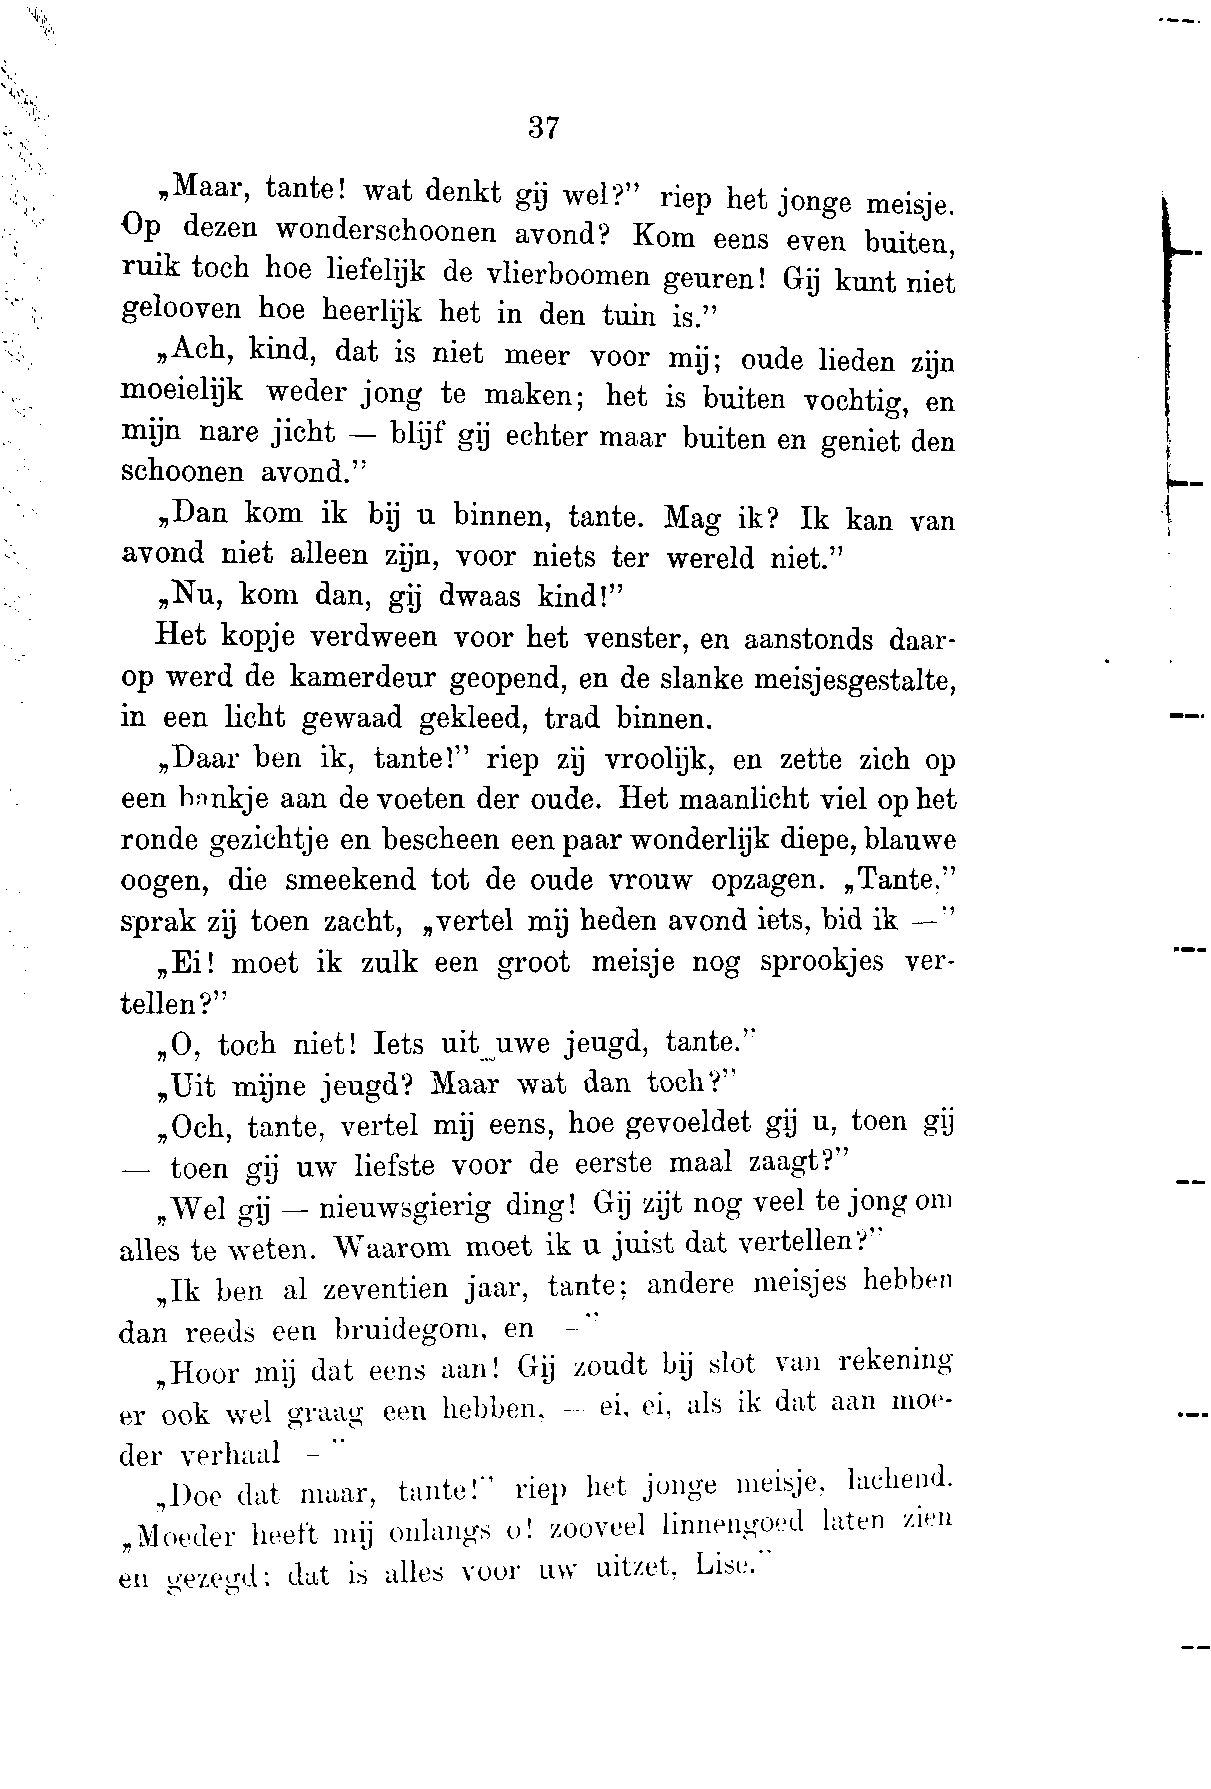 37
„Maar, tante! wat denkt gij wel?” riep het jonge meisje.
Op dezen wonderschoonen avond? Kom eens even buiten,
ruik toch hoe liefelijk de vlierboomen geuren! Gij kunt niet
gelooven hoe heerlijk het in den tuin is.”
„Ach, kind, dat is niet meer voor mij; oude lieden zijn
moeielijk weder jong te maken; het is buiten vochtig, en
mijn nare jicht — blijf gij echter maar buiten en geniet den
schoonen avond.”
„Dan kom ik bij u binnen, tante. Mag ik? Ik kan van
avond niet alleen zijn, voor niets ter wereld niet.”
„Nu, kom dan, gij dwaas kind!”
Het kopje verdween voor het venster, en aanstonds daar-
op werd de kamerdeur geopend, en de slanke meisjesgestalte,
in een licht gewaad gekleed, trad binnen.
„Daar ben ik, tante!” riep zij vroolijk, en zette zich op
een bankje aan de voeten der oude. Het maanlicht viel op het
ronde gezichtje en bescheen een paar wonderlijk diepe, blauwe
oogen, die smeekend tot de oude vrouw opzagen. „Tante,”
sprak zij toen zacht, „vertel mij heden avond iets, bid ik —”
„Ei! moet ik zulk een groot meisje nog sprookjes ver-
tellen?”
„O, toch niet! Iets uit uwe jeugd, tante.”
„Uit mijne jeugd? Maar wat dan toch?”
„Och, tante, vertel mij eens, hoe gevoeldet gij u, toen gij
— toen gij uw liefste voor de eerste maal zaagt?”
„Wel gij — nieuwsgierig ding! Gij zijt nog veel te jong om
alles te weten. Waarom moet ik u juist dat vertellen?”
„Ik ben al zeventien jaar, tante; andere meisjes hebben
dan reeds een bruidegom, en —”
„Hoor mij dat eens aan! Gij zoudt bij slot van rekening
er ook wel graag een hebben, — ei, ei, als ik dat aan moe-
der verhaal —”
„Doe dat maar, tante!” riep het jonge meisje, lachend.
„Moeder heeft mij onlangs o! zooveel linnengoed laten zien
en gezegd: dat is alles voor uw uitzet, Lise.”